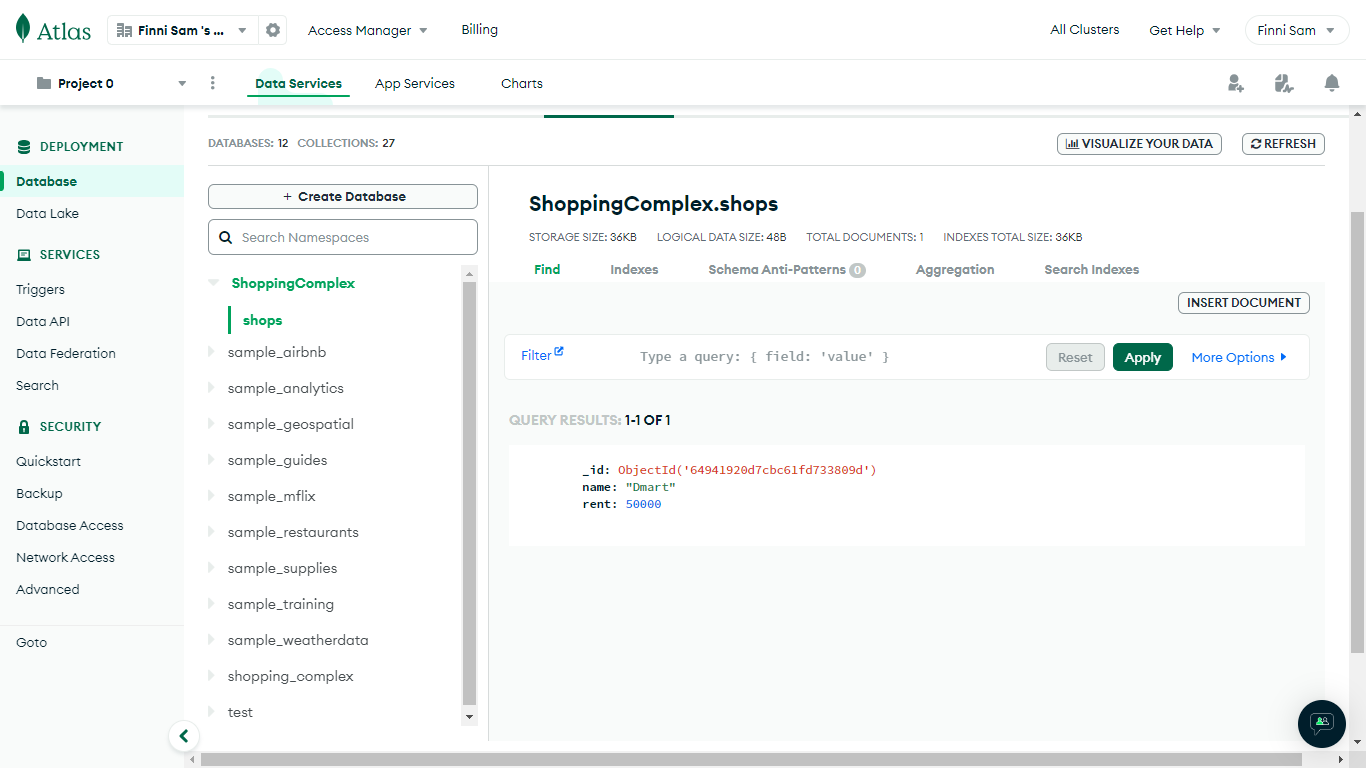 Atlas
Finni Sam 's ...
Access Manager
Billing
All Clusters
Get Help
Finni Sam
Project 0
Data Services
App Services
Charts
DEPLOYMENT
Database
Data Lake
SERVICES
Triggers
Data API
Data Federation
Search
SECURITY
Quickstart
Backup
Database Access
Network Access
Advanced
Goto
DATABASES: 12 COLLECTIONS: 27
VISUALIZE YOUR DATA
REFRESH
+ Create Database
Search Namespaces
ShoppingComplex
shops
sample_airbnb
sample_analytics
sample_geospatial
sample_guides
sample_mflix
sample_restaurants
sample_supplies
sample_training
sample_weatherdata
shopping_complex
test
ShoppingComplex.shops
STORAGE SIZE: 36KB LOGICAL DATA SIZE: 48B TOTAL DOCUMENTS: 1 INDEXES TOTAL SIZE: 36KB
Find
Indexes
Schema Anti-Patterns 0
Aggregation
Search Indexes
INSERT DOCUMENT
Filter
Type a query: { field: 'value' }
Reset
Apply
More Options
QUERY RESULTS: 1-1 OF 1
_id: ObjectId('64941920d7cbc61fd733809d')
name: "Dmart"
rent: 50000